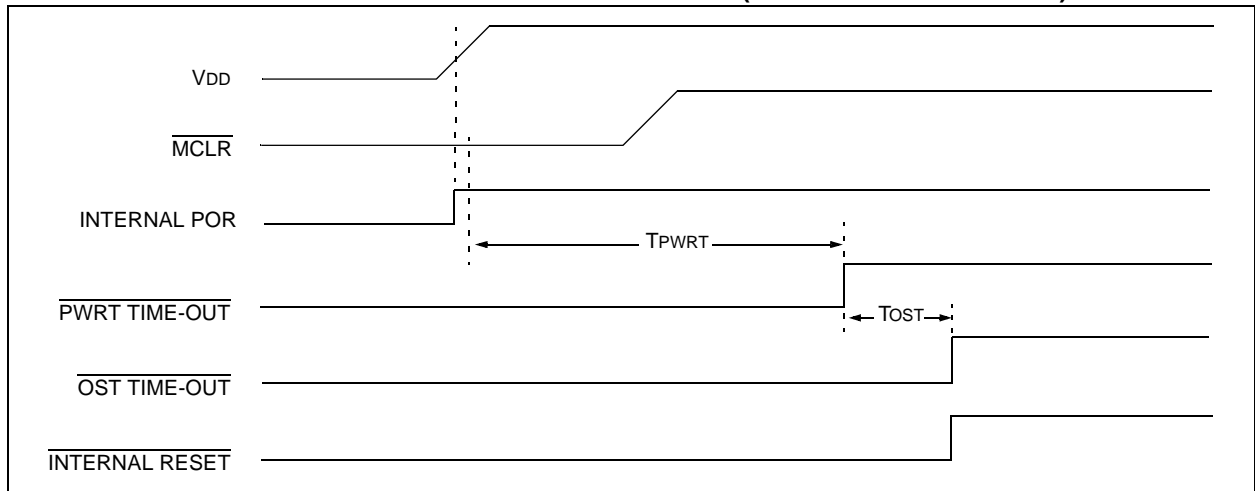 VDD
MCLR
INTERNAL POR
TPWRT
PWRT TIME-OUT
TOST
OST TIME-OUT
INTERNAL RESET